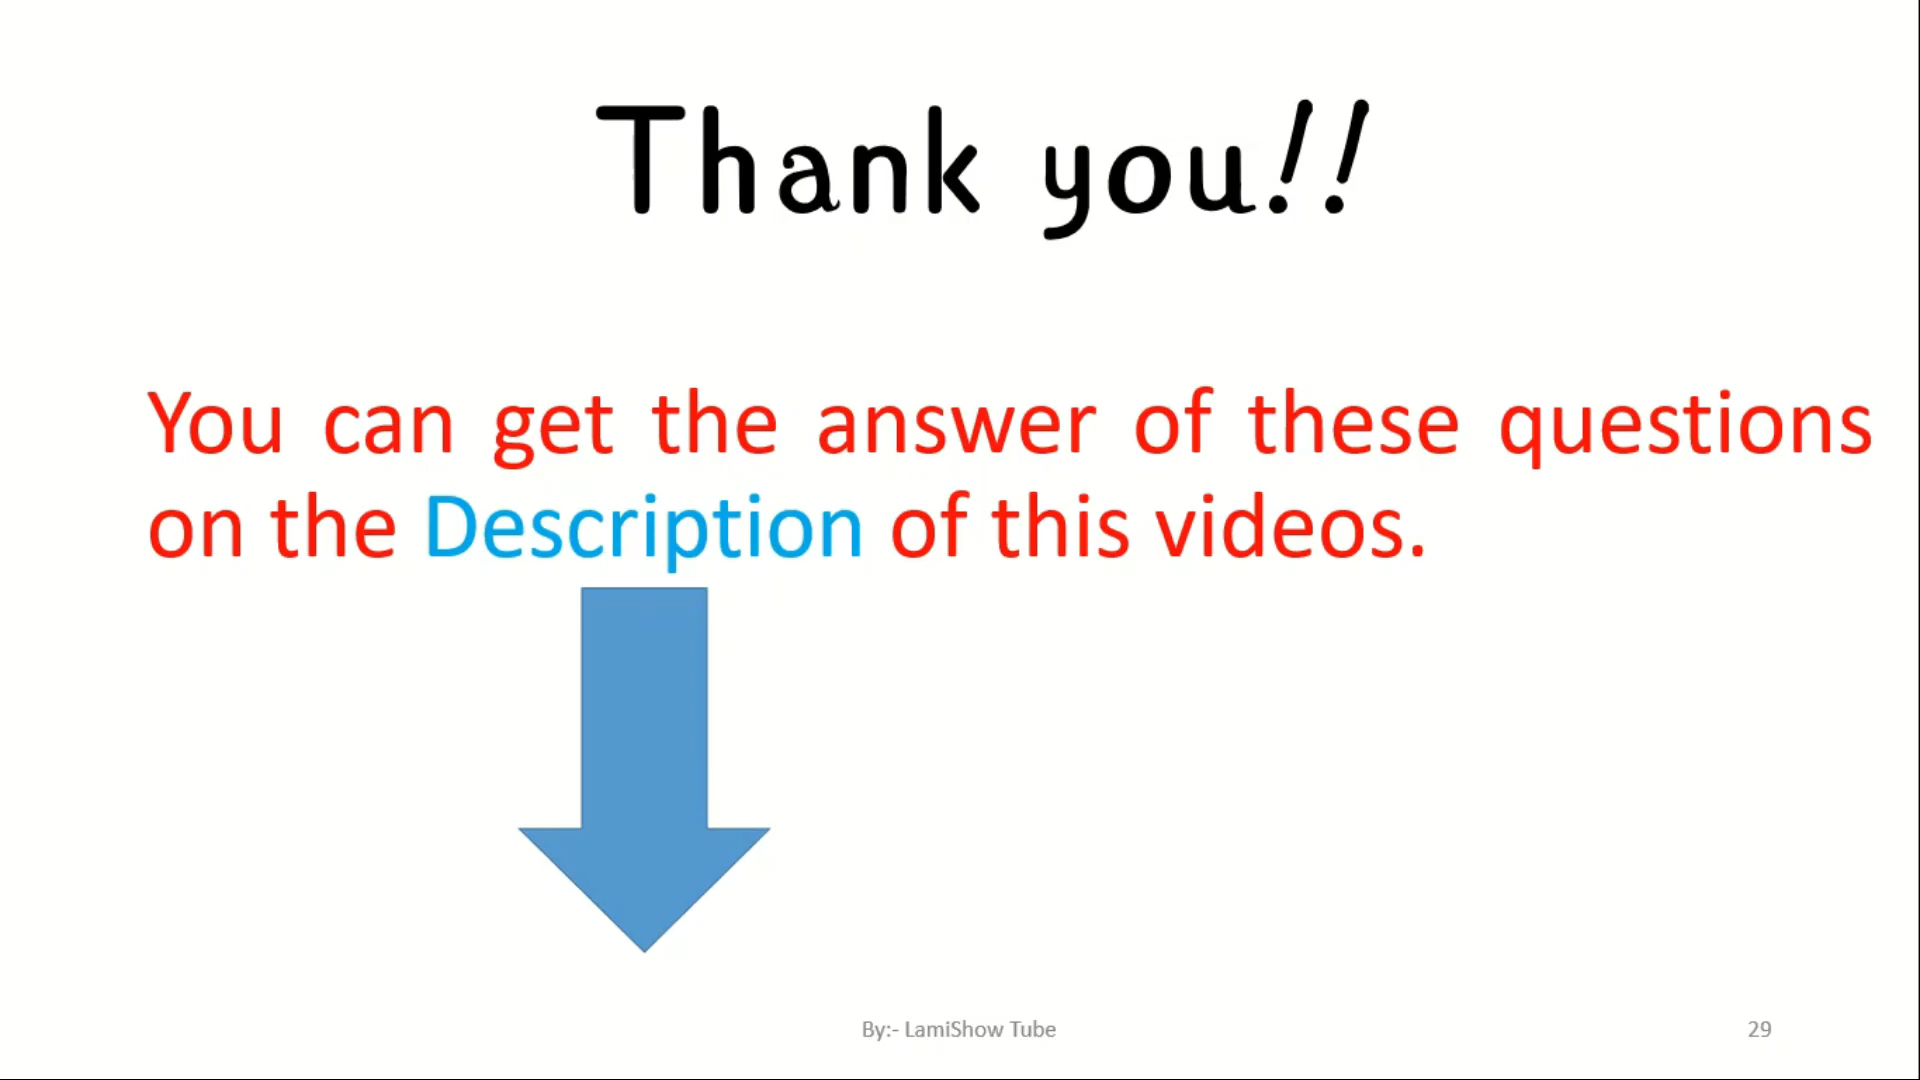 Thank you!!
You can get the answer of these questions
on the Description of this videos.
By:- LamiShow Tube
29